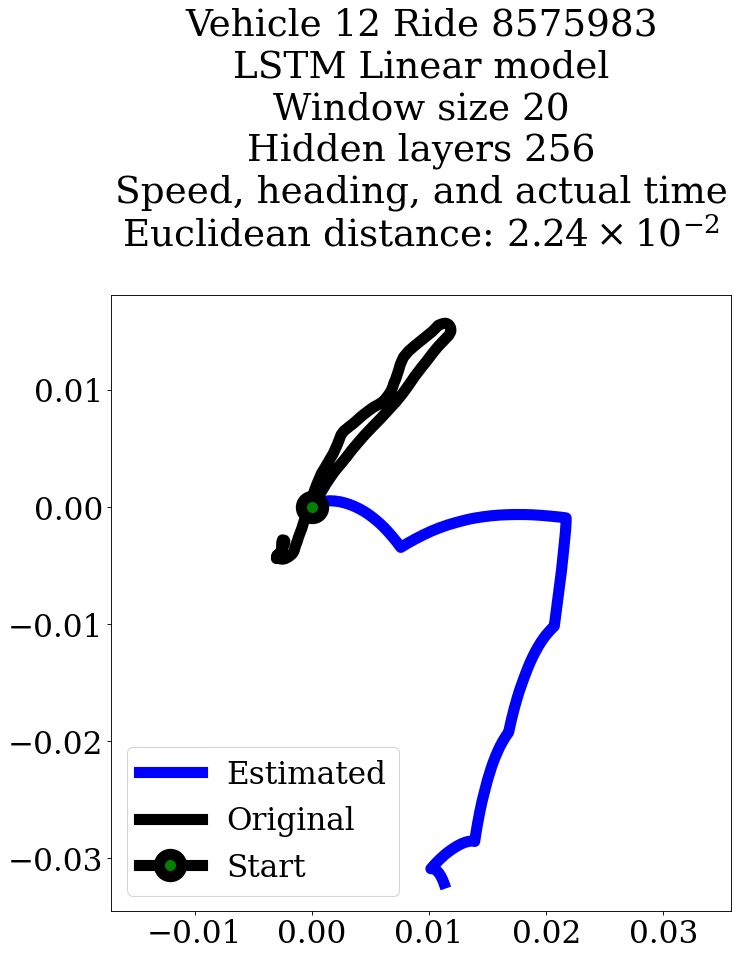 Vehicle 12 Ride 8575983
LSTM Linear model
Window size 20
Hidden layers 256
Speed, heading, and actual time
Euclidean distance: 2.24 × 10⁻²
0.01
0.00
−0.01
−0.02
−0.03
Estimated
Original
Start
−0.01 0.00 0.01 0.02 0.03